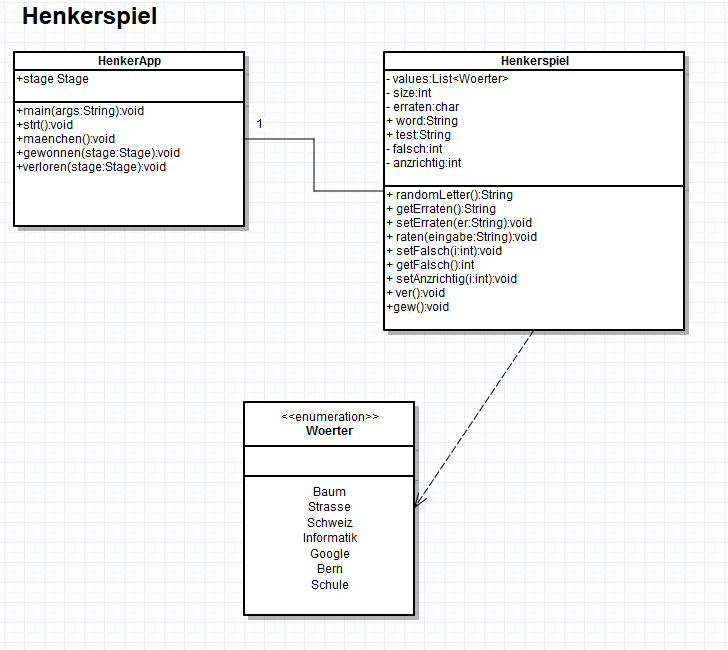 Henkerspiel
HenkerApp
+stage Stage
+main(args:String):void
+strt():void
+maenchen():void
+gewonnen(stage:Stage):void
+verloren(stage:Stage):void
1
Henkerspiel
- values:List<Woerter>
- size:int
- erraten:char
+ word:String
+ test:String
- falsch:int
- anzrichtig:int
+ randomLetter():String
+ getErraten():String
+ setErraten(er:String):void
+ raten(eingabe:String):void
+ setFalsch(i:int):void
+ getFalsch():int
+ setAnzrichtig(i:int):void
+ ver():void
+gew():void
<<enumeration>>
Woerter
Baum
Strasse
Schweiz
Informatik
Google
Bern
Schule